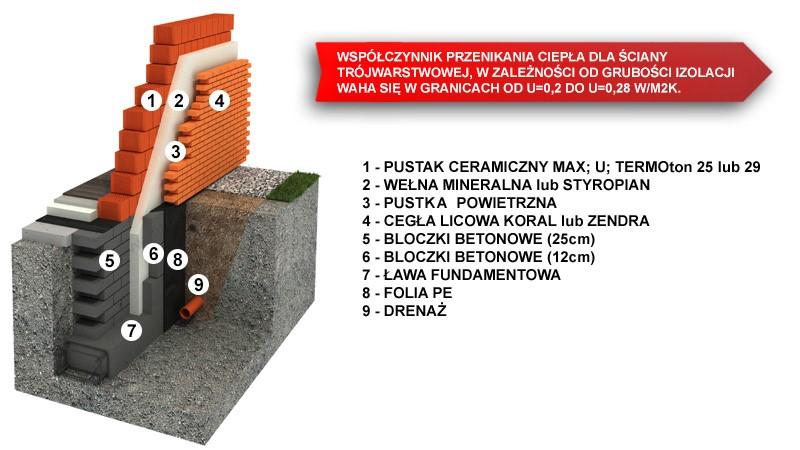 WSPÓŁCZYNNIK PRZENIKANIA CIEPŁA DLA ŚCIANY
TRÓJWARSTWOWEJ, W ZALEŻNOŚCI OD GRUBOŚCI IZOLACJI
WAHA SIĘ W GRANICACH OD U=0,2 DO U=0,28 W/M2K.
1 - PUSTAK CERAMICZNY MAX; U; TERMOton 25 lub 29
2 - WEŁNA MINERALNA lub STYROPIAN
3 - PUSTKA POWIETRZNA
4 - CEGŁA LICOWA KORAL lub ZENDRA
5 - BLOCZKI BETONOWE (25cm)
6 - BLOCZKI BETONOWE (12cm)
7 - ŁAWA FUNDAMENTOWA
8 - FOLIA PE
9 - DRENAŻ
1
2
4
3
5
6
8
9
7